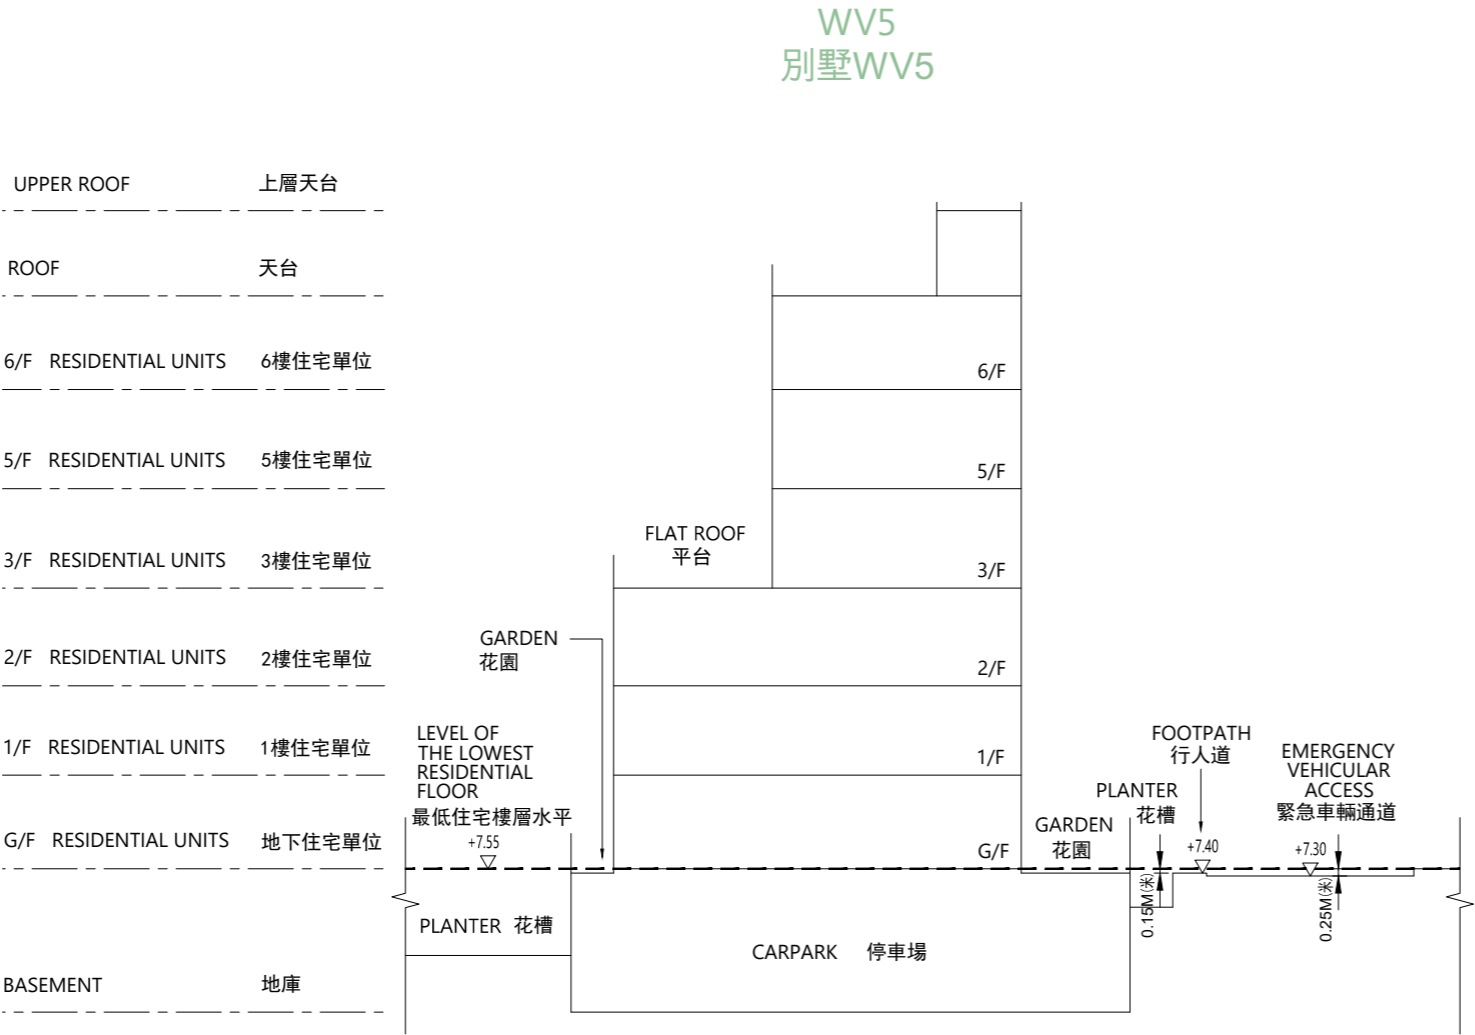 WV5
別墅WV5
UPPER ROOF 上層天台
ROOF 天台
6/F RESIDENTIAL UNITS 6樓住宅單位
6/F
5/F RESIDENTIAL UNITS 5樓住宅單位
5/F
FLAT ROOF
平台
3/F RESIDENTIAL UNITS 3樓住宅單位
3/F
GARDEN
花園
2/F RESIDENTIAL UNITS 2樓住宅單位
2/F
1/F RESIDENTIAL UNITS 1樓住宅單位
LEVEL OF
THE LOWEST
RESIDENTIAL
FLOOR
最低住宅樓層水平
+7.55
1/F
FOOTPATH
行人道
+7.40
EMERGENCY
VEHICULAR
ACCESS
緊急車輛通道
+7.30
PLANTER
花槽
GARDEN
花園
G/F RESIDENTIAL UNITS 地下住宅單位
G/F
0.15M(米)
0.25M(米)
PLANTER 花槽
CARPARK 停車場
BASEMENT 地庫